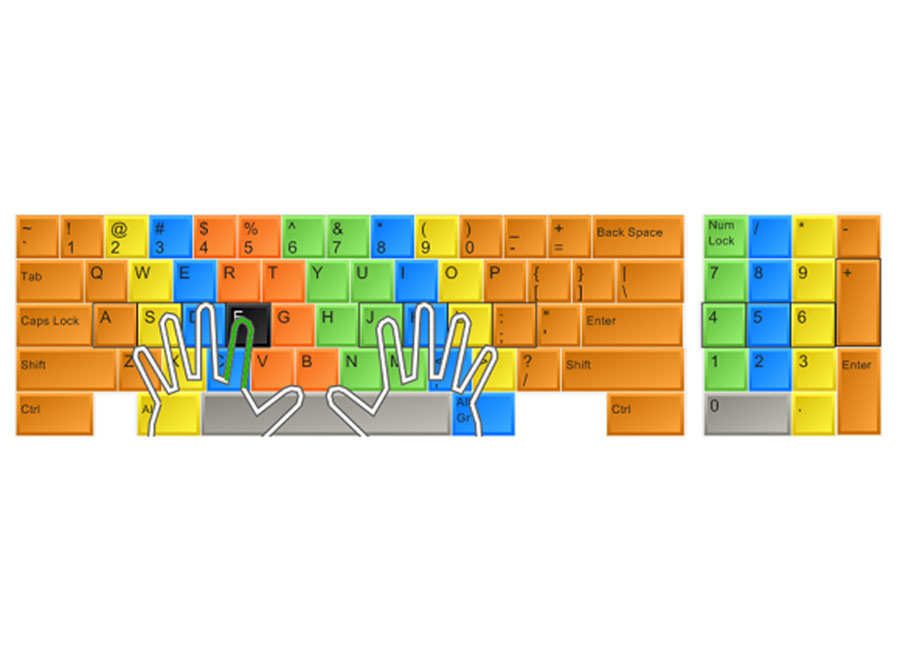 ~ ! @ # $ % ^ & * ( ) _ + Back Space
` 1 2 3 4 5 6 7 8 9 0 - =
Tab Q W E R T Y U I O P { } |
[ ] \
Caps Lock A S D F G H J : " Enter
; '
Shift Z X C V B N M < ? Shift
, /
Ctrl Alt Alt Gr Ctrl
Num Lock / * -
7 8 9 +
4 5 6
1 2 3 Enter
0 .